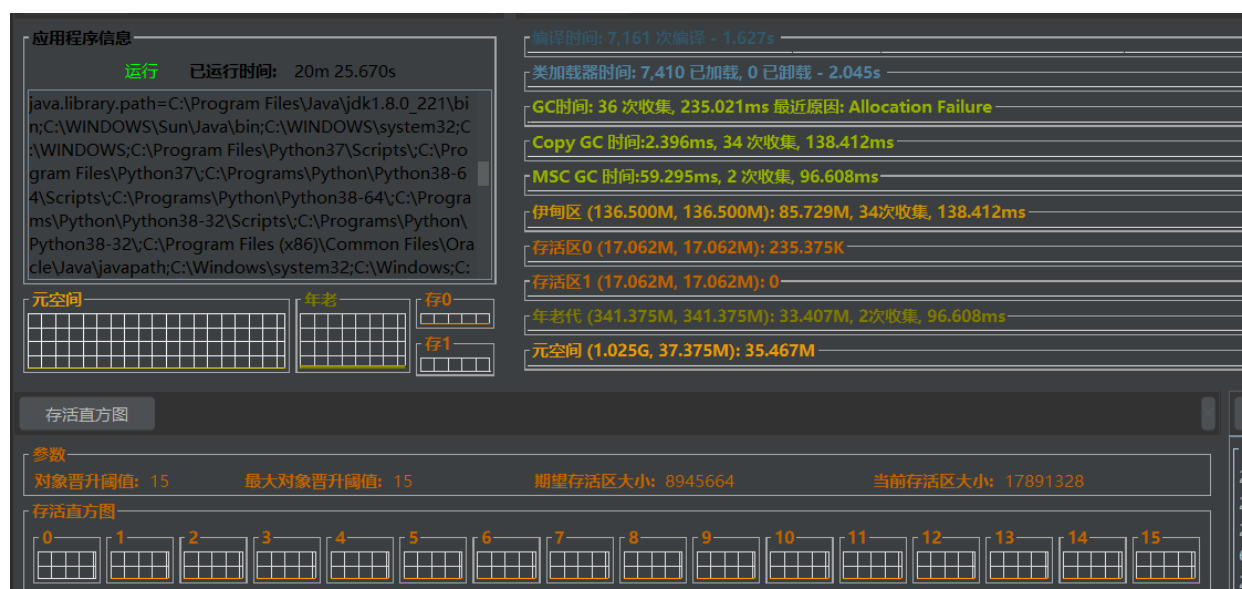 应用程序信息
运行 已运行时间: 20m 25.670s
java.library.path=C:\Program Files\Java\jdk1.8.0_221\bi
n;C:\WINDOWS\Sun\Java\bin;C:\WINDOWS\system32;C
:\WINDOWS;C:\Program Files\Python37\Scripts\;C:\Pro
gram Files\Python37\;C:\Programs\Python\Python38-6
4\Scripts\;C:\Programs\Python\Python38-64\;C:\Progra
ms\Python\Python38-32\Scripts\;C:\Programs\Python\
Python38-32\;C:\Program Files (x86)\Common Files\Ora
cle\Java\javapath;C:\Windows\system32;C:\Windows;C:
元空间
年老
存0
存1
编译时间: 7,161 次编译 - 1.627s
类加载器时间: 7,410 已加载, 0 已卸载 - 2.045s
GC时间: 36 次收集, 235.021ms 最近原因: Allocation Failure
Copy GC 时间:2.396ms, 34 次收集, 138.412ms
MSC GC 时间:59.295ms, 2 次收集, 96.608ms
伊甸区 (136.500M, 136.500M): 85.729M, 34次收集, 138.412ms
存活区0 (17.062M, 17.062M): 235.375K
存活区1 (17.062M, 17.062M): 0
年老代 (341.375M, 341.375M): 33.407M, 2次收集, 96.608ms
元空间 (1.025G, 37.375M): 35.467M
存活直方图
参数
对象晋升阈值: 15 最大对象晋升阈值: 15 期望存活区大小: 8945664 当前存活区大小: 17891328
存活直方图
0 1 2 3 4 5 6 7 8 9 10 11 12 13 14 15